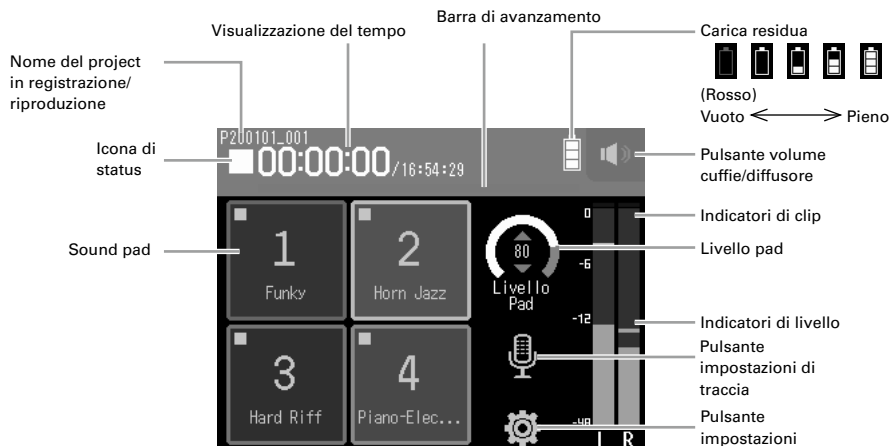 Barra di avanzamento
Visualizzazione del tempo
Carica residua
Nome del project
in registrazione/
riproduzione
(Rosso)
Vuoto
Pieno
P200101_001
Icona di
status
00:00:00/16:54:29
Pulsante volume
cuffie/diffusore
Sound pad
1
Funky
2
Horn Jazz
80
Livello
Pad
0
-6
-12
-48
L R
Indicatori di clip
Livello pad
Indicatori di livello
3
Hard Riff
4
Piano-Elec...
Pulsante
impostazioni di
traccia
Pulsante
impostazioni